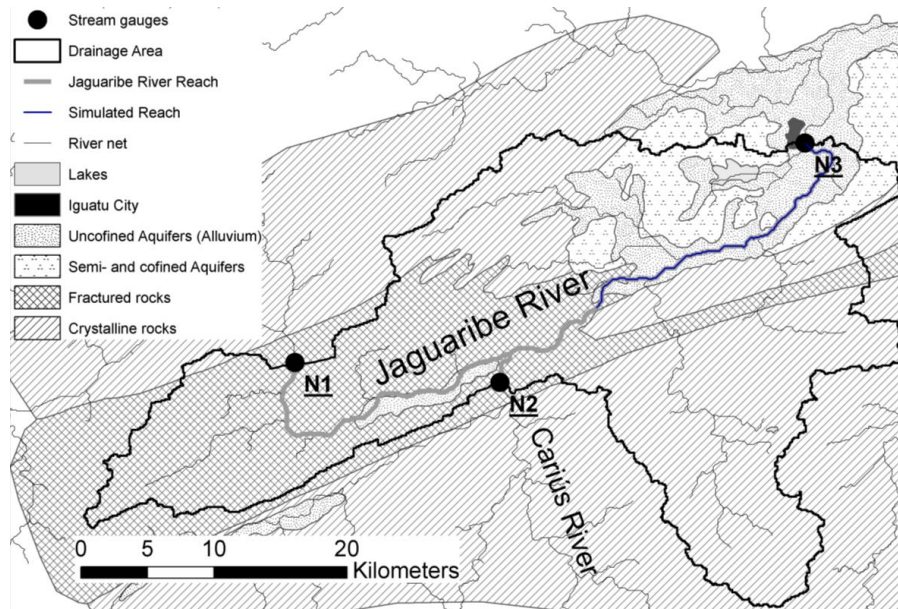 Stream gauges
Drainage Area
Jaguaribe River Reach
Simulated Reach
River net
Lakes
Iguatu City
Uncofined Aquifers (Alluvium)
Semi- and cofined Aquifers
Fractured rocks
Crystalline rocks
N3
Jaguaribe River
N1
N2
Cariús River
0 5 10 20
Kilometers